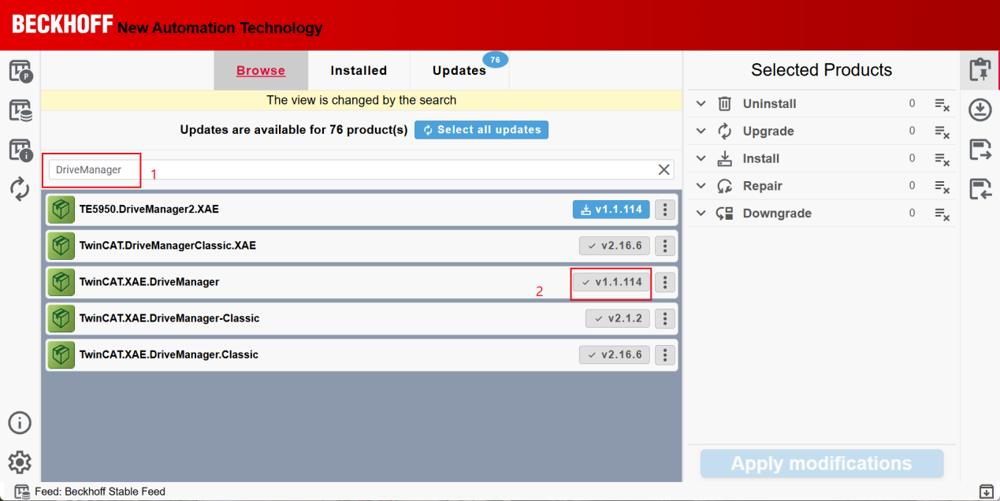 BECKHOFF New Automation Technology
Browse
Installed
Updates
76
The view is changed by the search
Updates are available for 76 product(s)
Select all updates
DriveManager
1
TE5950.DriveManager2.XAE
v1.1.114
TwinCAT.DriveManagerClassic.XAE
v2.16.6
TwinCAT.XAE.DriveManager
2
v1.1.114
TwinCAT.XAE.DriveManager-Classic
v2.1.2
TwinCAT.XAE.DriveManager.Classic
v2.16.6
Selected Products
Uninstall 0
Upgrade 0
Install 0
Repair 0
Downgrade 0
Apply modifications
Feed: Beckhoff Stable Feed